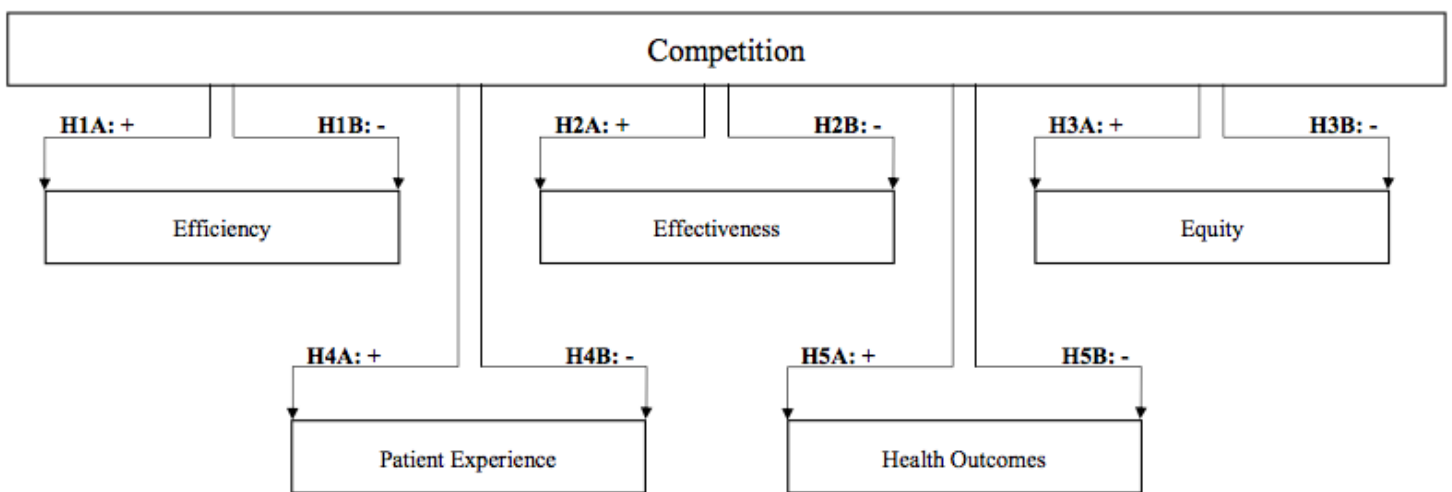 Competition
H1A: + H1B: - H2A: + H2B: - H3A: + H3B: -
Efficiency Effectiveness Equity
H4A: + H4B: - H5A: + H5B: -
Patient Experience Health Outcomes